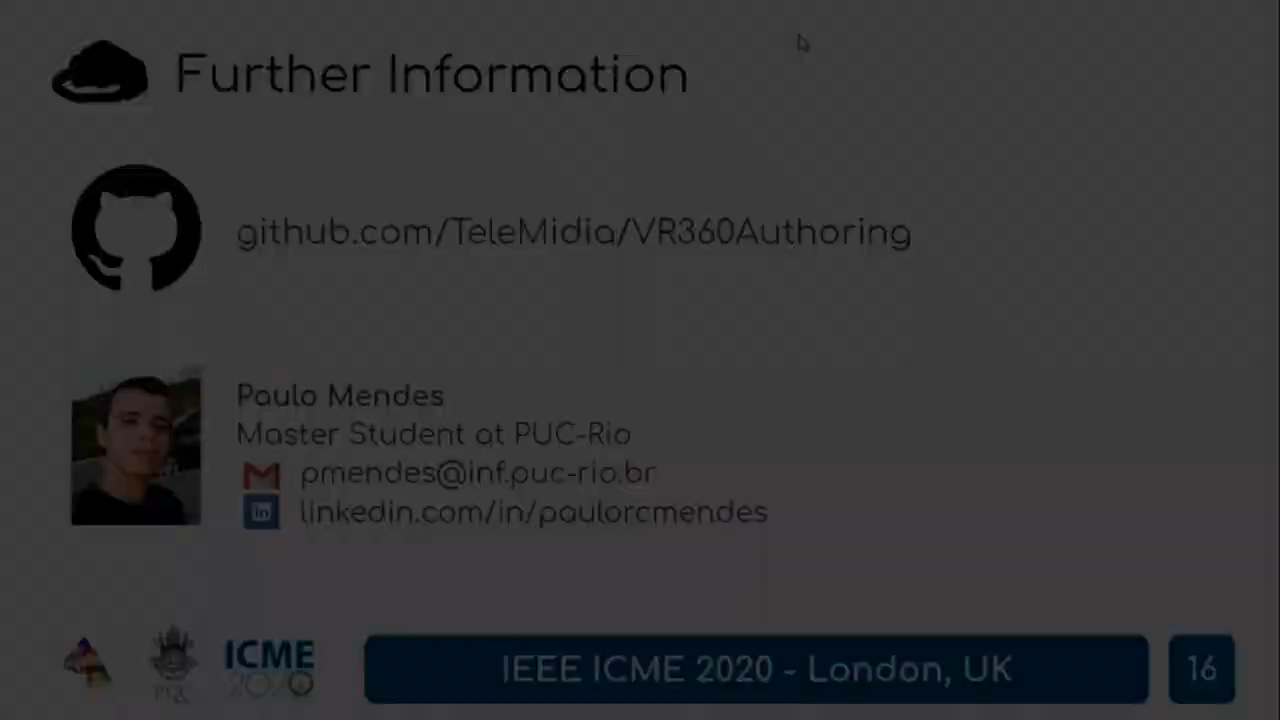 Further Information
github.com/TeleMidia/VR360Authoring
Paulo Mendes
Master Student at PUC-Rio
pmendes@inf.puc-rio.br
linkedin.com/in/paulorcmendes
PUC
ICME
2020
IEEE ICME 2020 - London, UK
16